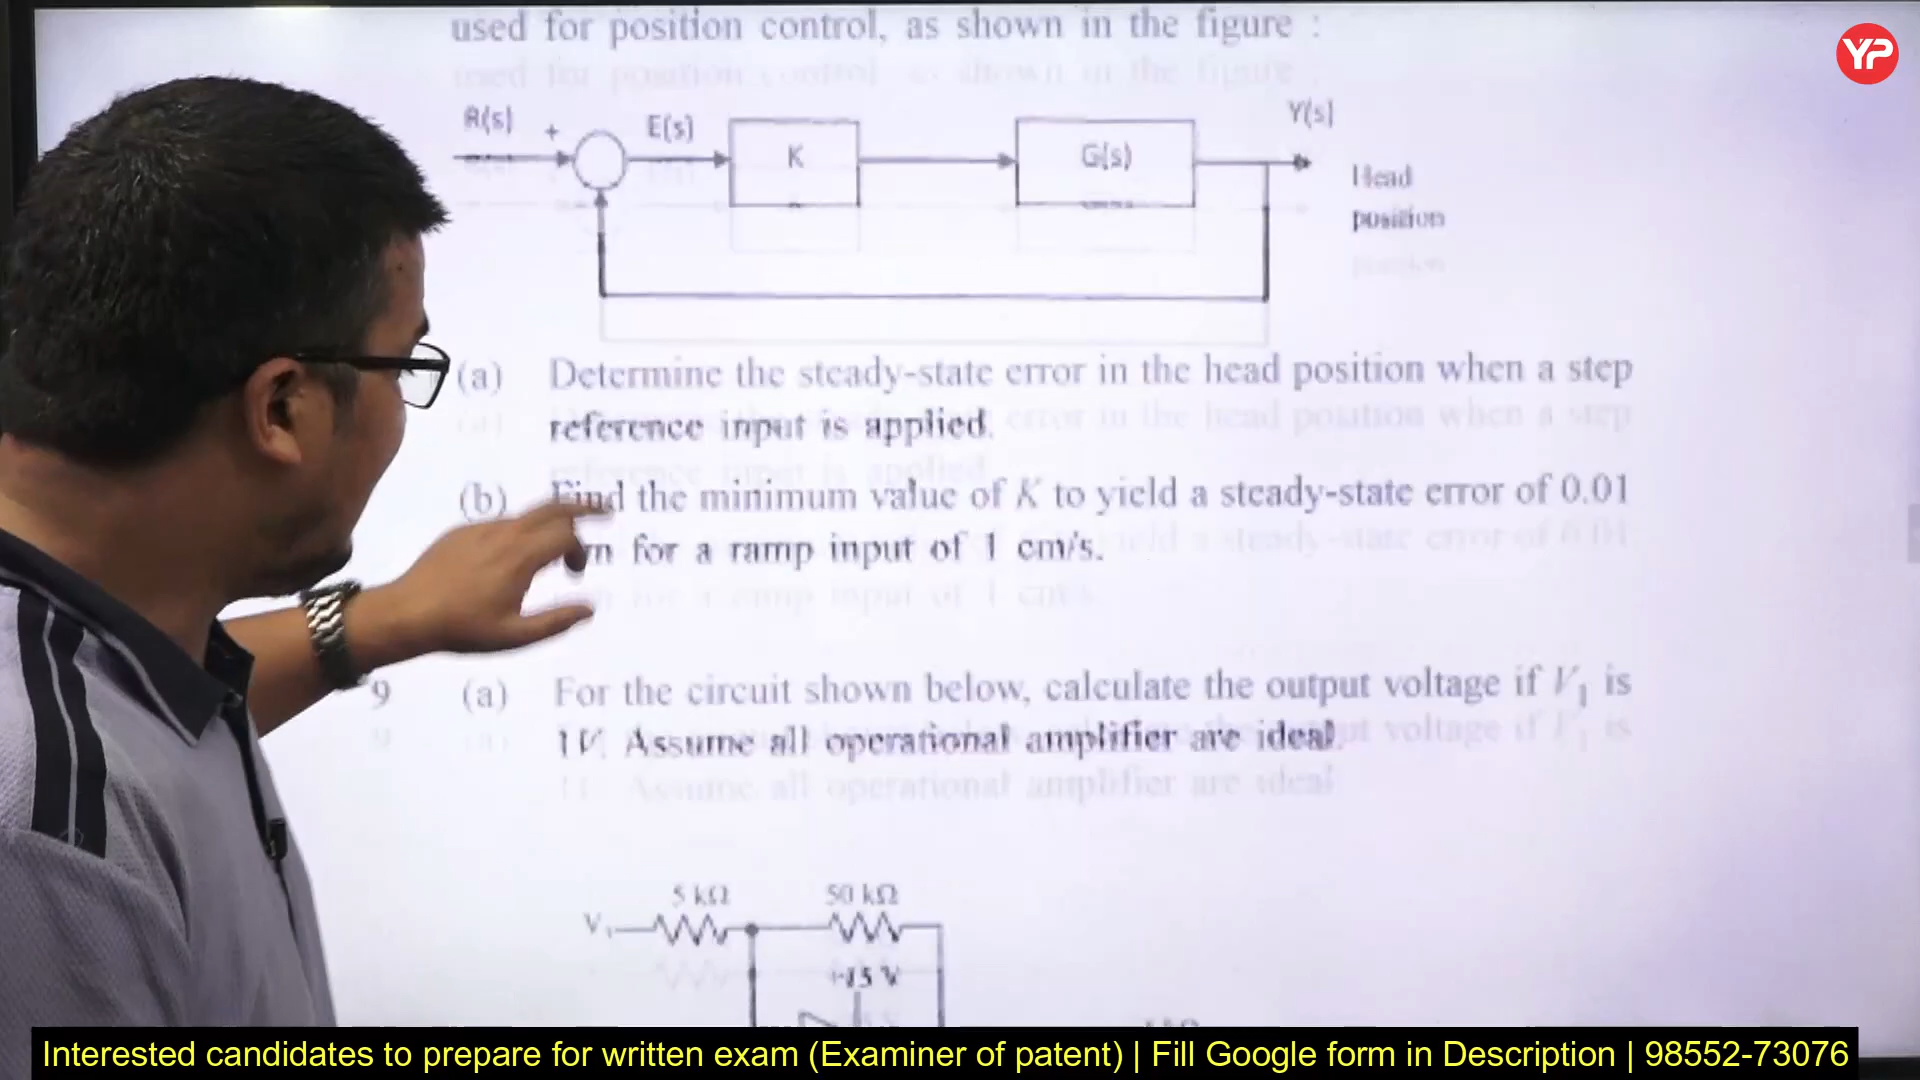 used for position control, as shown in the figure :
YP
R(s) + E(s) K G(s) Y(s)
Head
position
(a) Determine the steady-state error in the head position when a step
reference input is applied.
(b) Find the minimum value of K to yield a steady-state error of 0.01
for a ramp input of 1 cm/s.
9 (a) For the circuit shown below, calculate the output voltage if V₁ is
1V. Assume all operational amplifier are ideal.
5 kΩ 50 kΩ
V₁
+15 V
Interested candidates to prepare for written exam (Examiner of patent) | Fill Google form in Description | 98552-73076